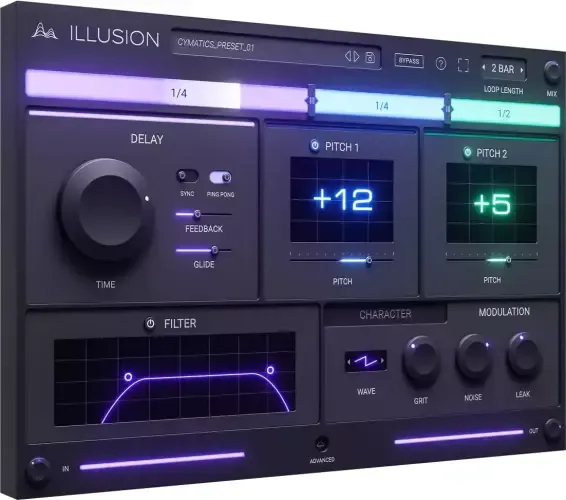 ILLUSION
CYMATICS_PRESET_01
BYPASS
?
2 BAR
LOOP LENGTH
MIX
1/4
1/4
1/2
DELAY
SYNC
PING PONG
FEEDBACK
GLIDE
TIME
PITCH 1
+12
PITCH
PITCH 2
+5
PITCH
FILTER
CHARACTER
MODULATION
WAVE
GRIT
NOISE
LEAK
IN
ADVANCED
OUT